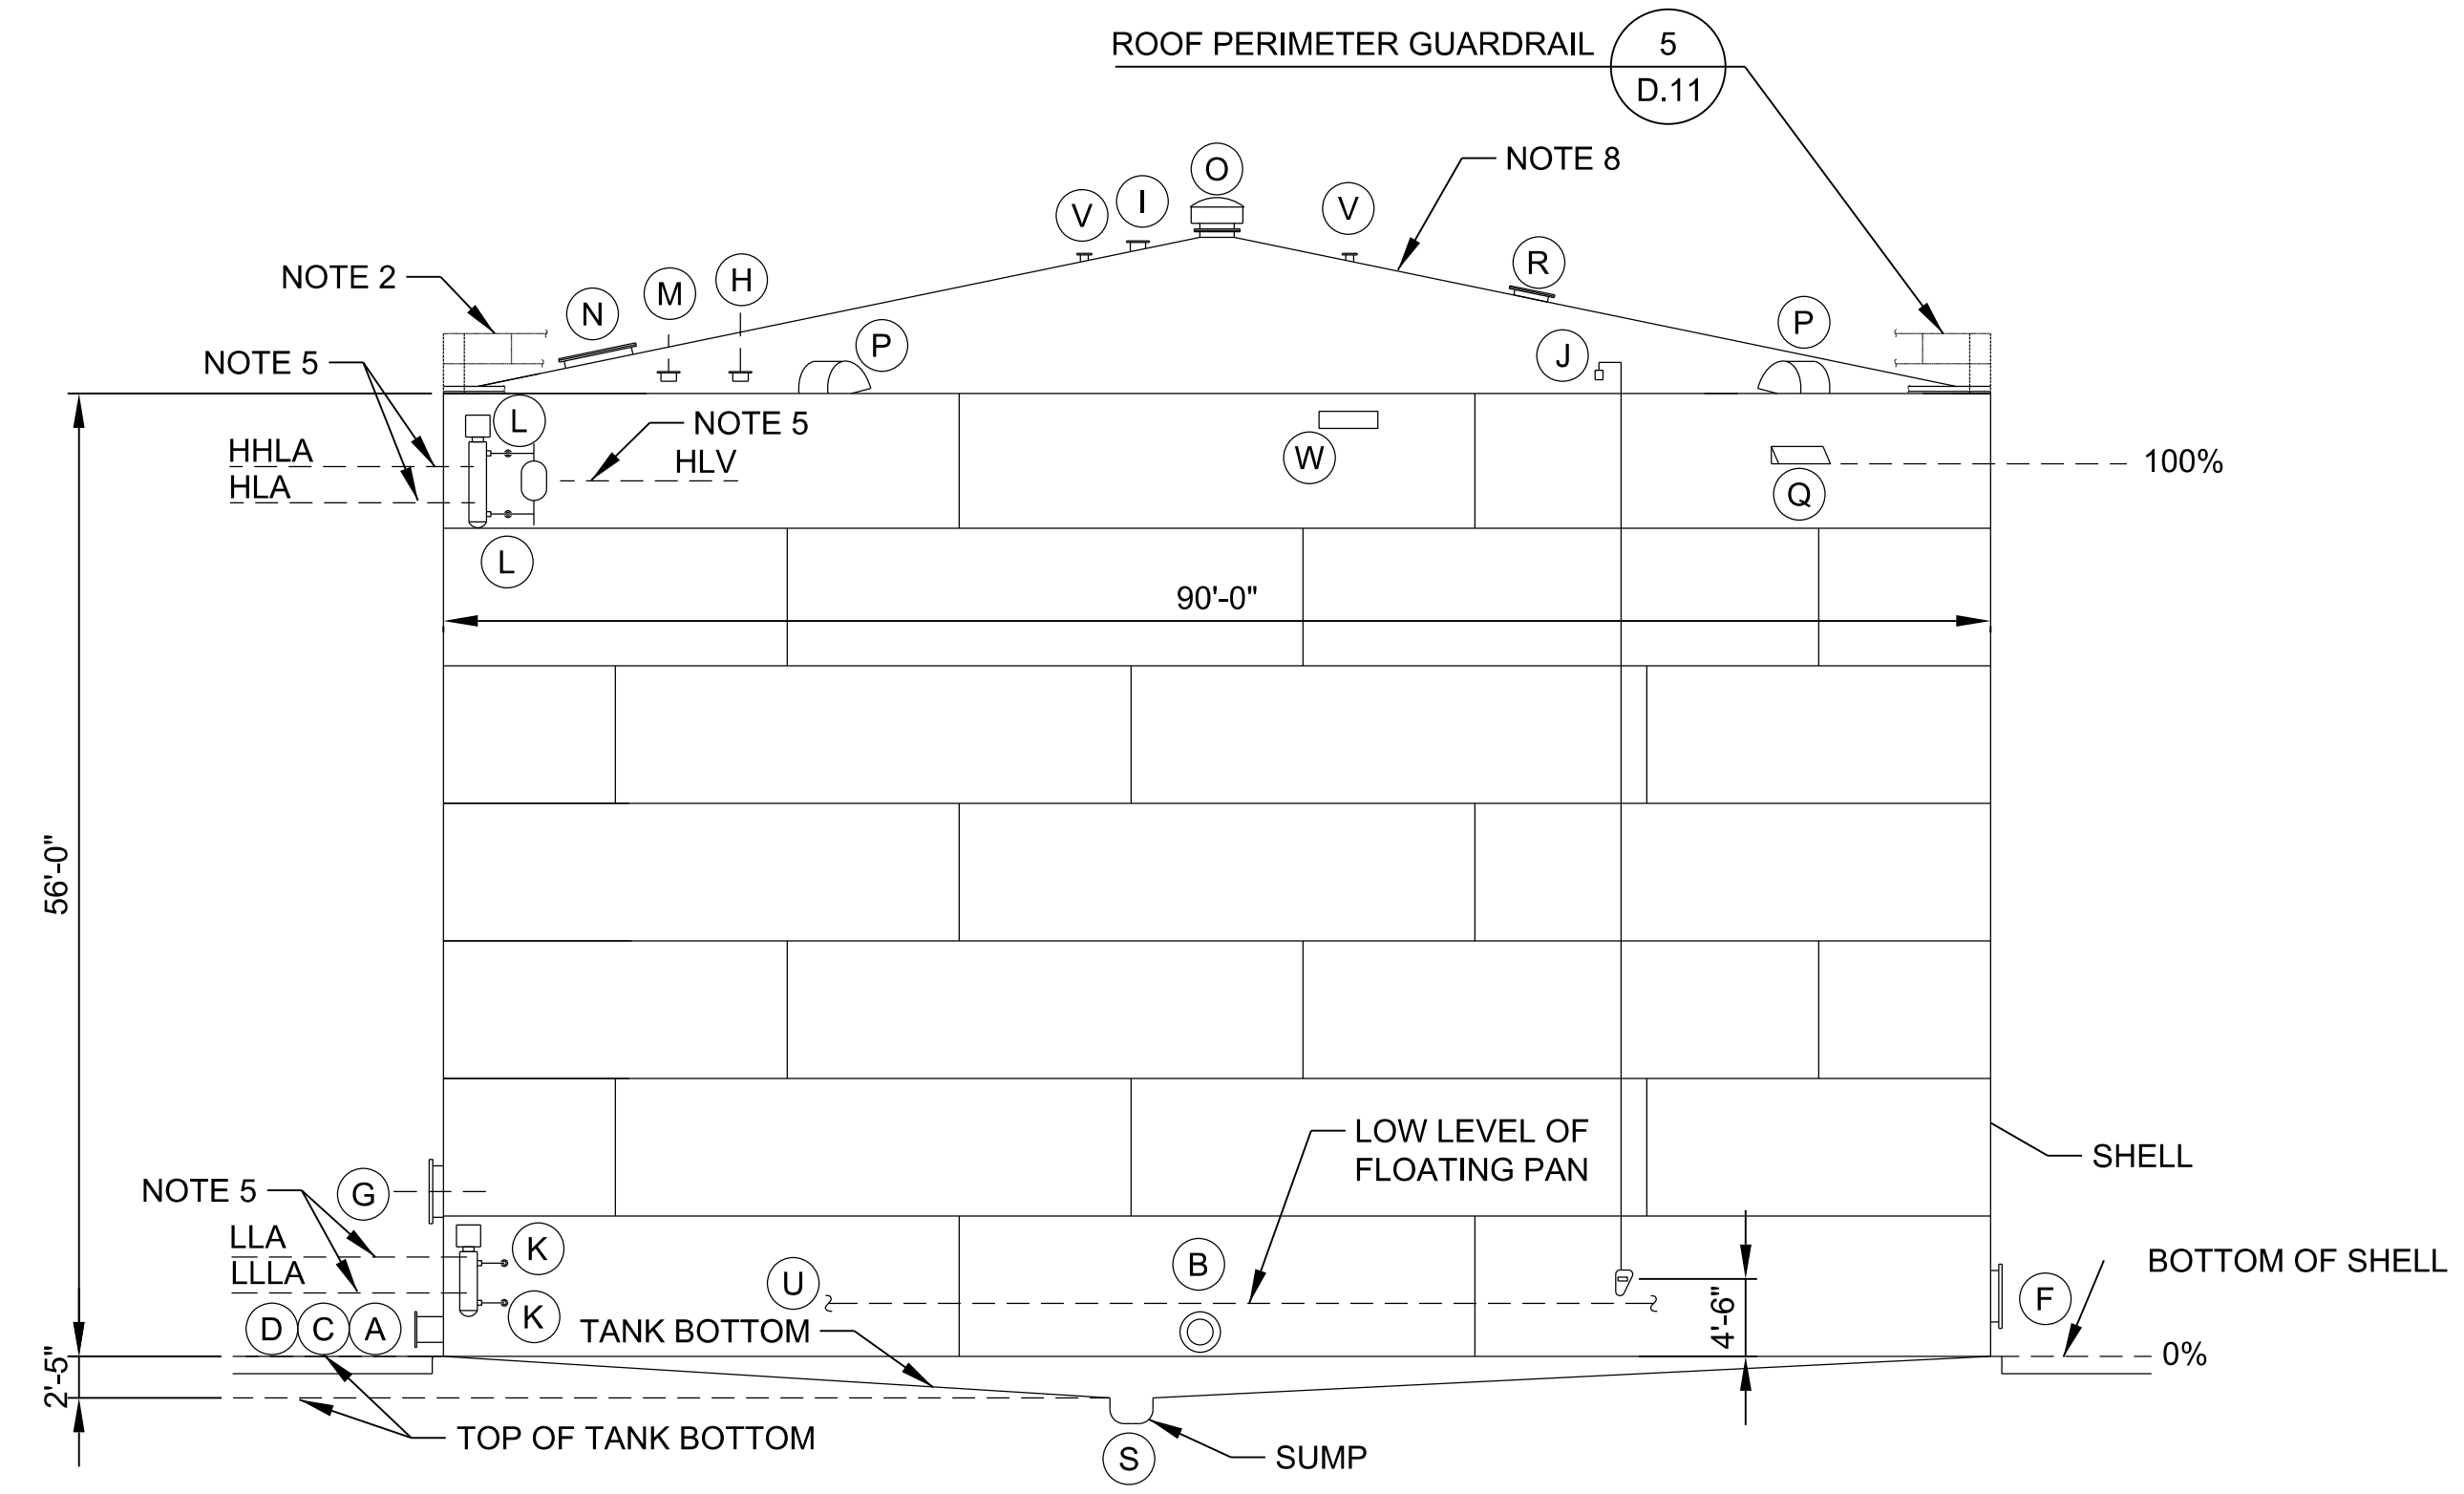 ROOF PERIMETER GUARDRAIL
5
D.11
NOTE 8
O
I
V
V
R
NOTE 2
H
M
N
P
P
J
NOTE 5
L
NOTE 5
HLV
W
HHLA
HLA
100%
Q
L
90'-0"
56'-0"
LOW LEVEL OF
FLOATING PAN
SHELL
NOTE 5
G
LLA
LLLA
K
K
U
B
4'-6"
F
BOTTOM OF SHELL
0%
D
C
A
TANK BOTTOM
2'-5"
TOP OF TANK BOTTOM
S
SUMP